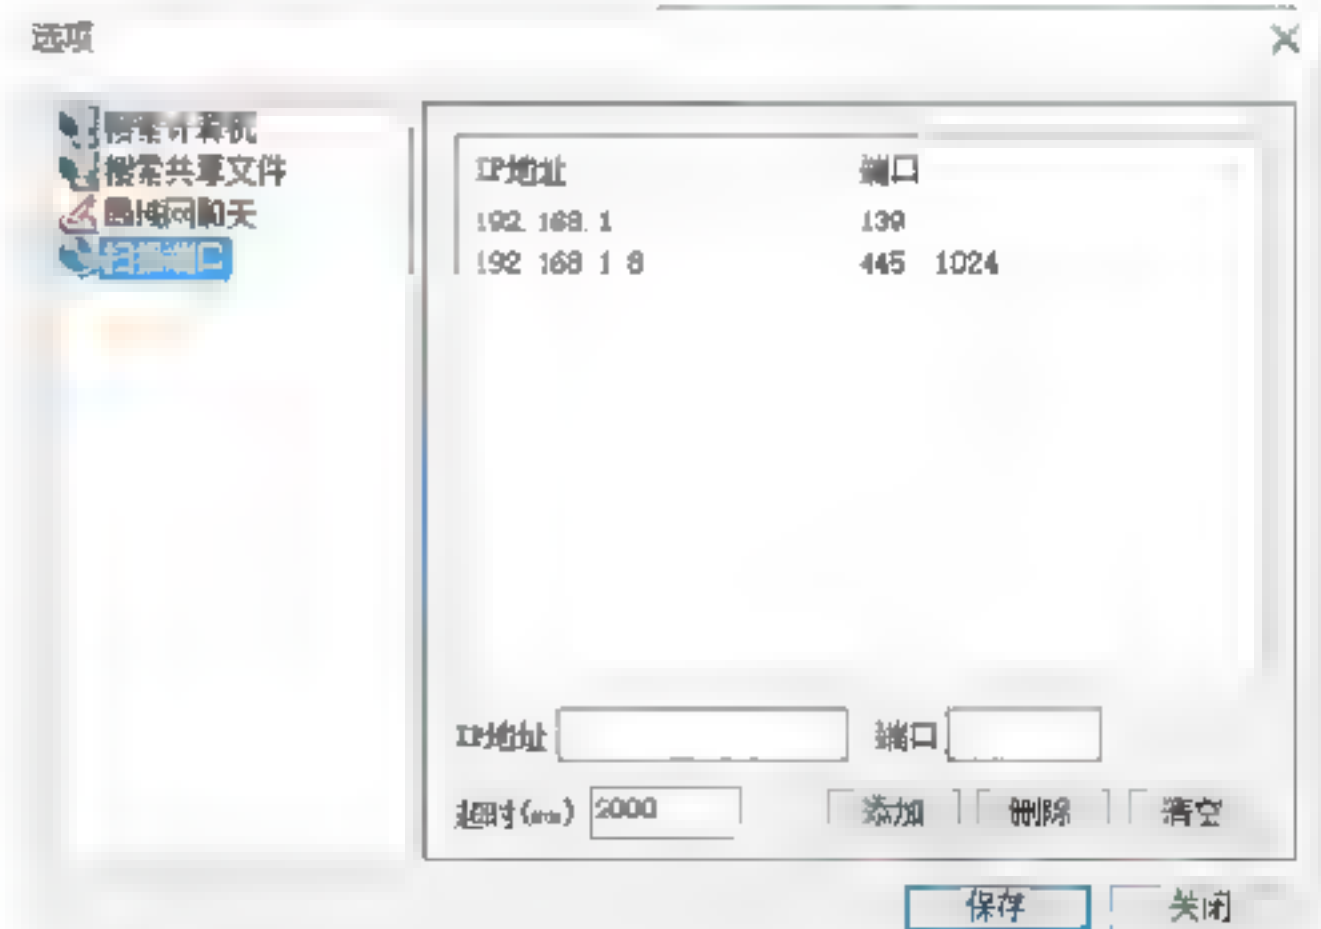 选项
搜索计算机
搜索共享文件
局域网聊天
扫描端口
IP地址 端口
192.168.1 139
192 168 1 8 445 1024
IP地址 端口
超时(ms) 2000 添加 删除 清空
保存 关闭